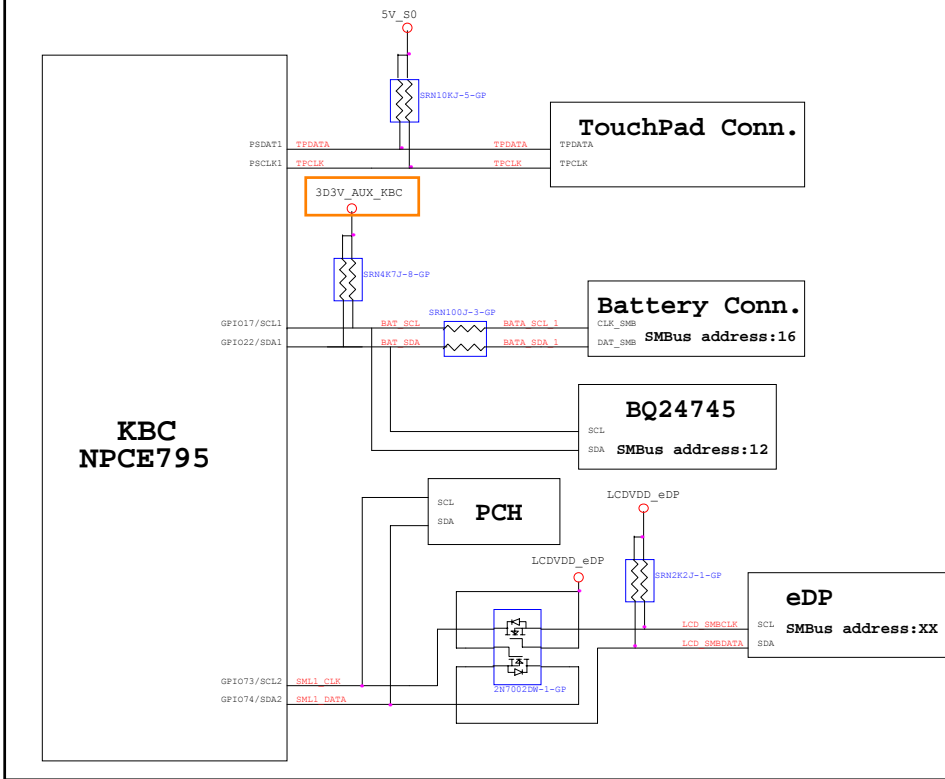 5V_S0
SRN10KJ-5-GP
TouchPad Conn.
PSDAT1 TPDATA TPDATA TPDATA
PSCLK1 TPCLK TPCLK TPCLK
3D3V_AUX_KBC
SRN4K7J-8-GP
SRN100J-3-GP
Battery Conn.
GPIO17/SCL1 BAT_SCL BATA_SCL_1 CLK_SMB
SMBus address:16
GPIO22/SDA1 BAT_SDA BATA_SDA_1 DAT_SMB
BQ24745
SCL
SDA SMBus address:12
KBC
NPCE795
SCL
SDA
PCH
LCDVDD_eDP
LCDVDD_eDP
SRN2K2J-1-GP
eDP
LCD_SMBCLK SCL
SMBus address:XX
LCD_SMBDATA SDA
GPIO73/SCL2 SML1_CLK
2N7002DW-1-GP
GPIO74/SDA2 SML1_DATA